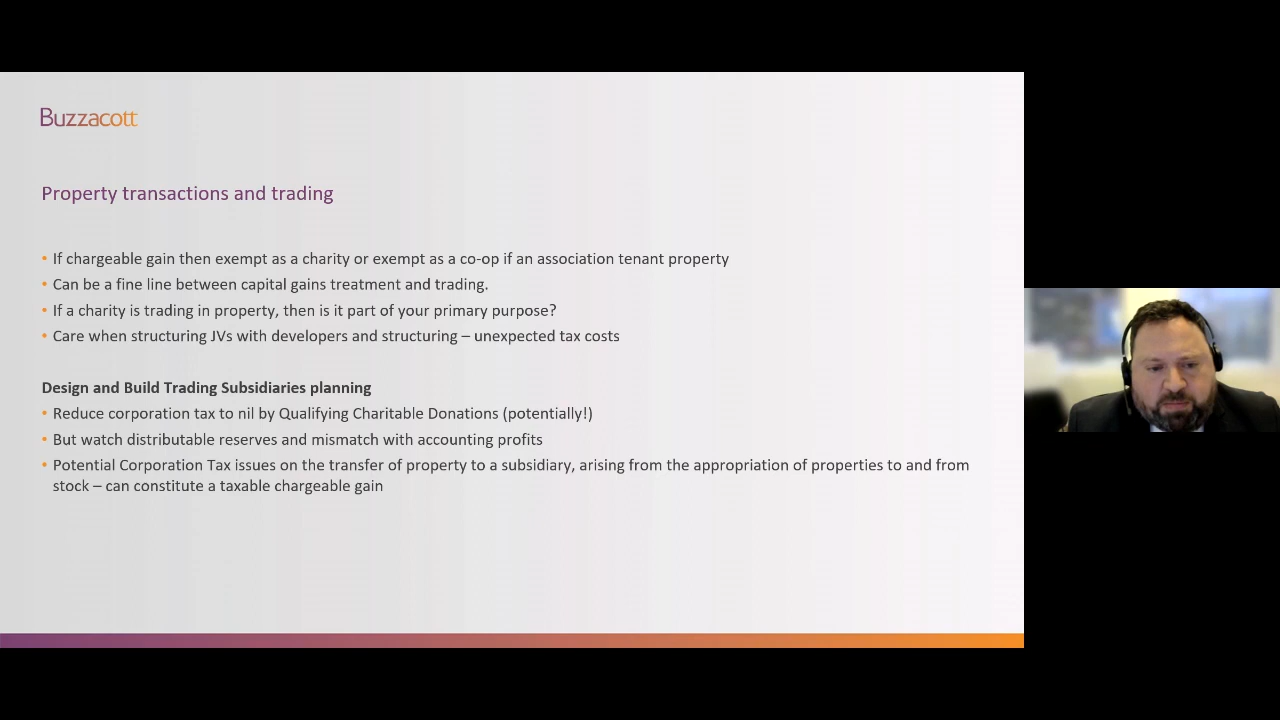 Buzzacott
Property transactions and trading
• If chargeable gain then exempt as a charity or exempt as a co-op if an association tenant property
• Can be a fine line between capital gains treatment and trading.
• If a charity is trading in property, then is it part of your primary purpose?
• Care when structuring JVs with developers and structuring – unexpected tax costs
Design and Build Trading Subsidiaries planning
• Reduce corporation tax to nil by Qualifying Charitable Donations (potentially!)
• But watch distributable reserves and mismatch with accounting profits
• Potential Corporation Tax issues on the transfer of property to a subsidiary, arising from the appropriation of properties to and from
stock – can constitute a taxable chargeable gain